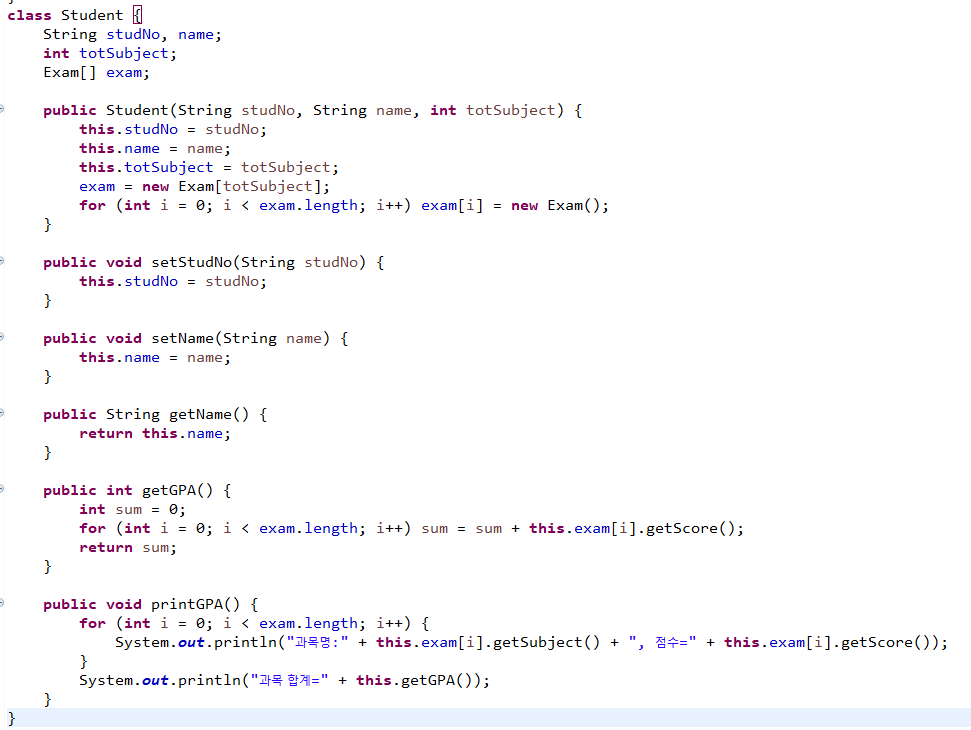 class Student {
    String studNo, name;
    int totSubject;
    Exam[] exam;

    public Student(String studNo, String name, int totSubject) {
        this.studNo = studNo;
        this.name = name;
        this.totSubject = totSubject;
        exam = new Exam[totSubject];
        for (int i = 0; i < exam.length; i++) exam[i] = new Exam();
    }

    public void setStudNo(String studNo) {
        this.studNo = studNo;
    }

    public void setName(String name) {
        this.name = name;
    }

    public String getName() {
        return this.name;
    }

    public int getGPA() {
        int sum = 0;
        for (int i = 0; i < exam.length; i++) sum = sum + this.exam[i].getScore();
        return sum;
    }

    public void printGPA() {
        for (int i = 0; i < exam.length; i++) {
            System.out.println("과목명:" + this.exam[i].getSubject() + ", 점수=" + this.exam[i].getScore());
        }
        System.out.println("과목 합계=" + this.getGPA());
    }
}